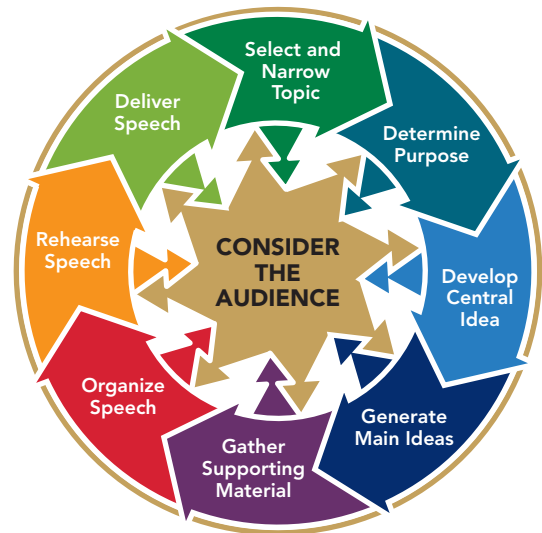 Select and
Narrow
Topic
Determine
Purpose
Develop
Central
Idea
Generate
Main Ideas
Gather
Supporting
Material
Organize
Speech
Rehearse
Speech
Deliver
Speech
CONSIDER
THE
AUDIENCE